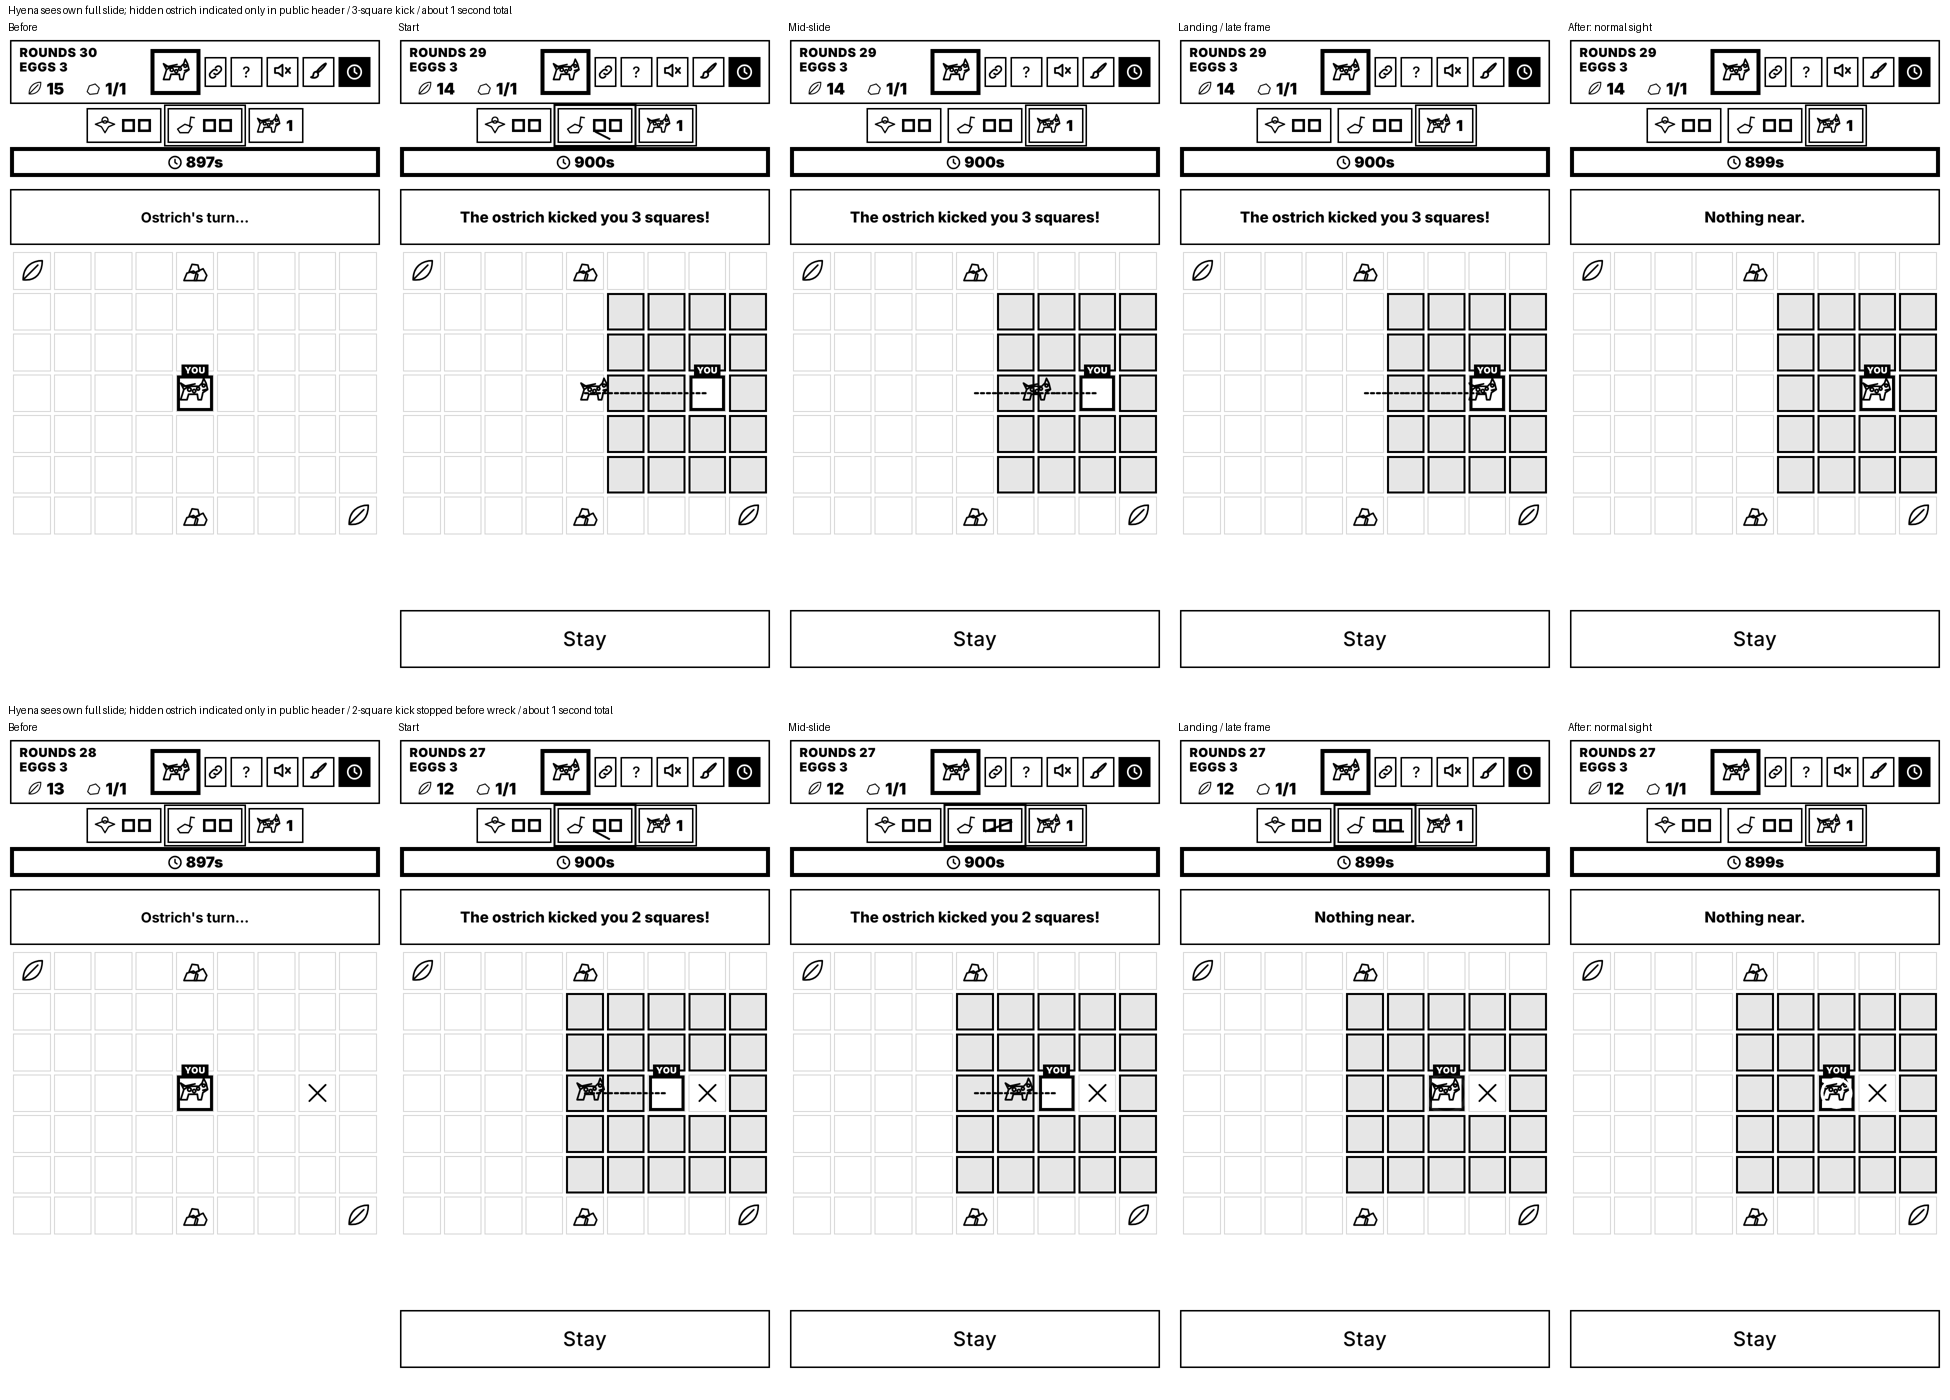 Hyena sees own full slide; hidden ostrich indicated only in public header / 3-square kick / about 1 second total
Before
Start
Mid-slide
Landing / late frame
After: normal sight
ROUNDS 30
EGGS 3
15 1/1
?
1
897s
Ostrich's turn...
YOU
ROUNDS 29
EGGS 3
14 1/1
?
1
900s
The ostrich kicked you 3 squares!
YOU
Stay
ROUNDS 29
EGGS 3
14 1/1
?
1
900s
The ostrich kicked you 3 squares!
YOU
Stay
ROUNDS 29
EGGS 3
14 1/1
?
1
900s
The ostrich kicked you 3 squares!
YOU
Stay
ROUNDS 29
EGGS 3
14 1/1
?
1
899s
Nothing near.
YOU
Stay
Hyena sees own full slide; hidden ostrich indicated only in public header / 2-square kick stopped before wreck / about 1 second total
Before
Start
Mid-slide
Landing / late frame
After: normal sight
ROUNDS 28
EGGS 3
13 1/1
?
1
897s
Ostrich's turn...
YOU
ROUNDS 27
EGGS 3
12 1/1
?
1
900s
The ostrich kicked you 2 squares!
YOU
Stay
ROUNDS 27
EGGS 3
12 1/1
?
1
900s
The ostrich kicked you 2 squares!
YOU
Stay
ROUNDS 27
EGGS 3
12 1/1
?
1
899s
Nothing near.
YOU
Stay
ROUNDS 27
EGGS 3
12 1/1
?
1
899s
Nothing near.
YOU
Stay